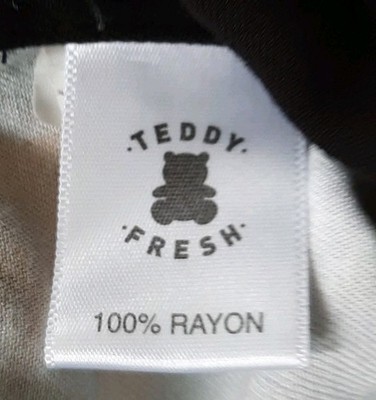 ·TEDDY·
·FRESH·
100% RAYON